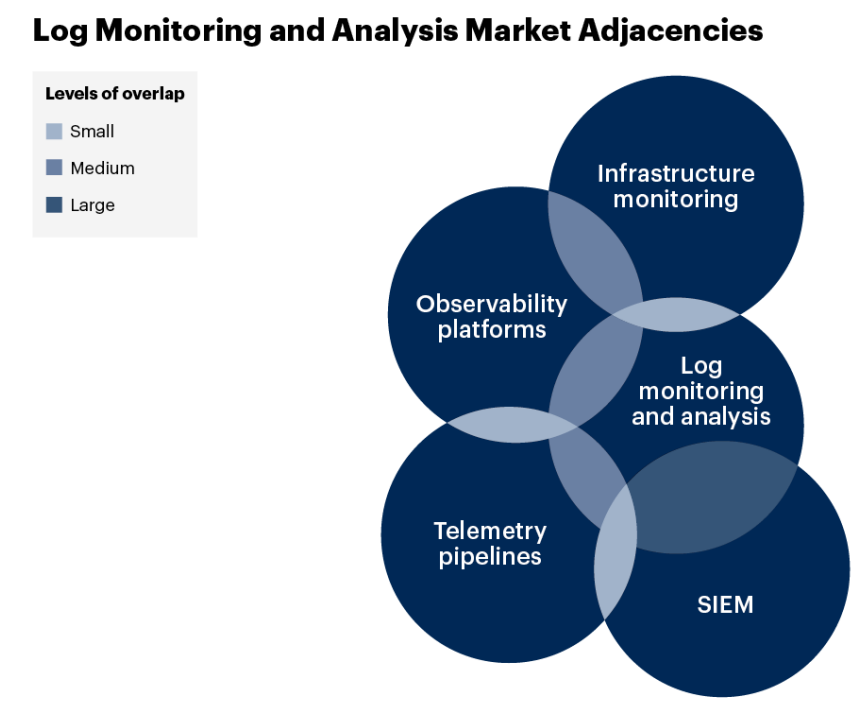 Log Monitoring and Analysis Market Adjacencies
Levels of overlap
Small
Medium
Large
Infrastructure
monitoring
Observability
platforms
Log
monitoring
and analysis
Telemetry
pipelines
SIEM